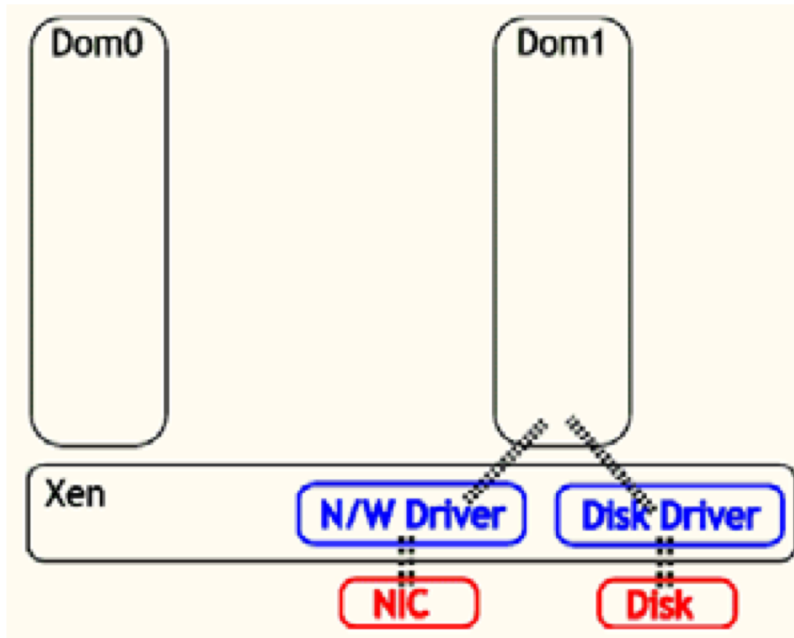 Dom0
Dom1
Xen
N/W Driver
Disk Driver
NIC
Disk